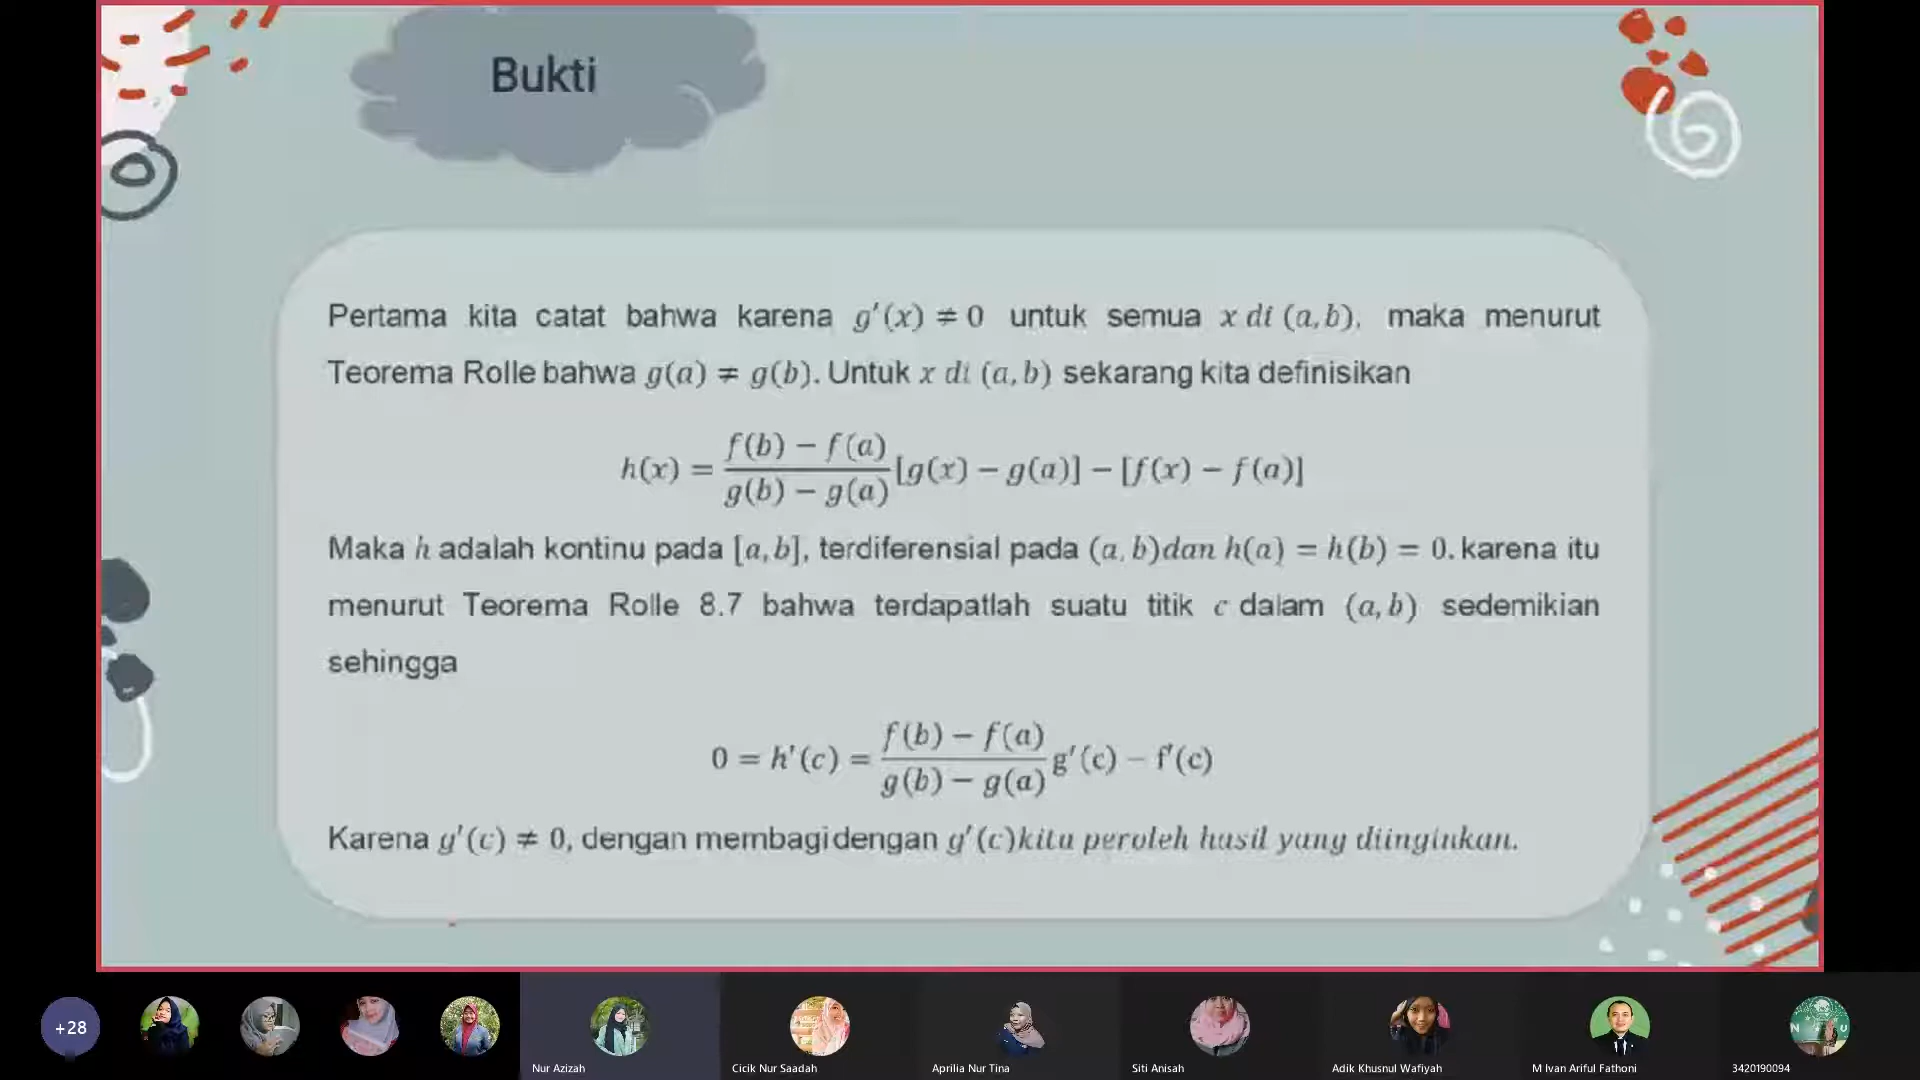 Bukti
Pertama kita catat bahwa karena g′(x) ≠ 0 untuk semua x di (a,b), maka menurut
Teorema Rolle bahwa g(a) ≠ g(b). Untuk x di (a,b) sekarang kita definisikan
h(x) = \frac{f(b) − f(a)}{g(b) − g(a)} [g(x) − g(a)] − [f(x) − f(a)]
Maka h adalah kontinu pada [a,b], terdiferensial pada (a,b)dan h(a) = h(b) = 0. karena itu
menurut Teorema Rolle 8.7 bahwa terdapatlah suatu titik c dalam (a,b) sedemikian
sehingga
0 = h′(c) = \frac{f(b) − f(a)}{g(b) − g(a)} g′(c) − f′(c)
Karena g′(c) ≠ 0, dengan membagi dengan g′(c)kita peroleh hasil yang diinginkan.
+28
Nur Azizah
Cicik Nur Saadah
Aprilia Nur Tina
Siti Anisah
Adik Khusnul Wafiyah
M Ivan Ariful Fathoni
N U
3420190094